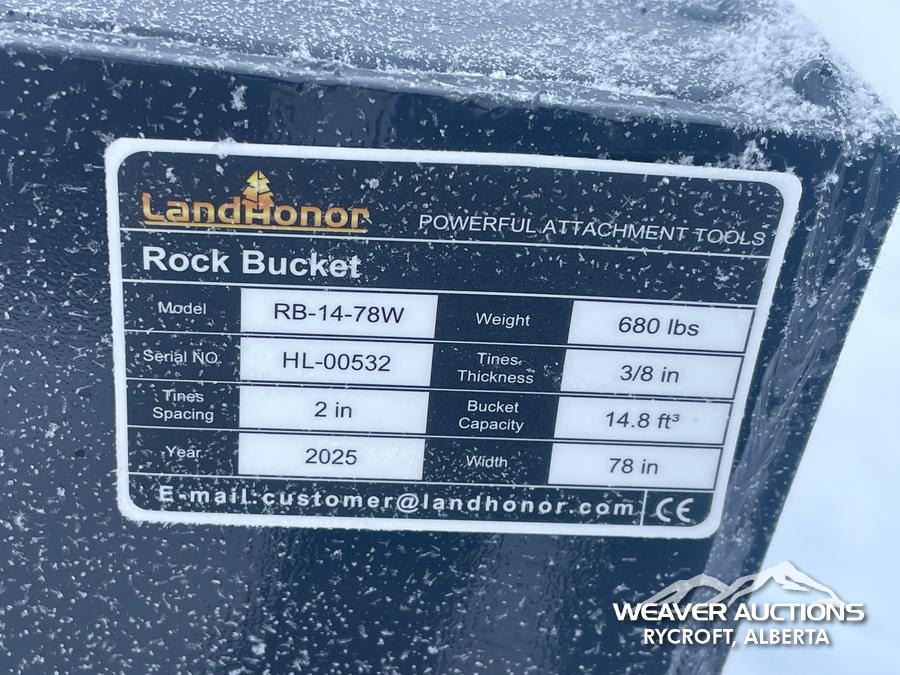 LandHonor POWERFUL ATTACHMENT TOOLS
Rock Bucket
Model RB-14-78W Weight 680 lbs
Serial NO. HL-00532 Tines Thickness 3/8 in
Tines Spacing 2 in Bucket Capacity 14.8 ft³
Year 2025 Width 78 in
E-mail:customer@landhonor.com CE
WEAVER AUCTIONS
RYCROFT, ALBERTA